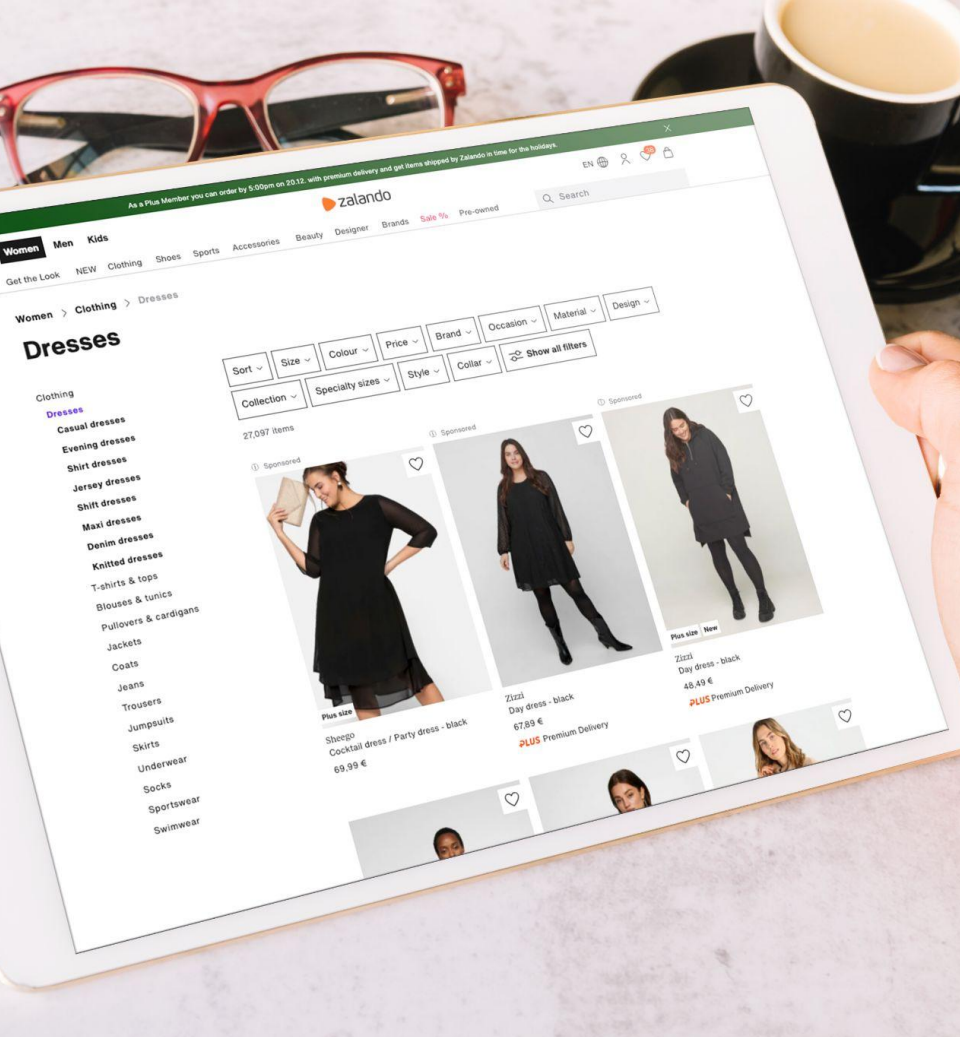 As a Plus Member you can order by 5:00pm on 20.12. with premium delivery and get items shipped by Zalando in time for the holidays.
Women Men Kids
zalando
EN
Search
Get the Look NEW Clothing Shoes Sports Accessories Beauty Designer Brands Sale % Pre-owned
Women > Clothing > Dresses
Dresses
Sort Size Colour Price Brand Occasion Material Design
Collection Specialty sizes Style Collar Show all filters
27,097 items
Clothing
Dresses
Casual dresses
Evening dresses
Shirt dresses
Jersey dresses
Shift dresses
Maxi dresses
Denim dresses
Knitted dresses
T-shirts & tops
Blouses & tunics
Pullovers & cardigans
Jackets
Coats
Jeans
Trousers
Jumpsuits
Skirts
Underwear
Socks
Sportswear
Swimwear
Sponsored
Plus size
Sheego
Cocktail dress / Party dress - black
69,99 €
Sponsored
Zizzi
Day dress - black
67,89 €
PLUS Premium Delivery
Sponsored
Plus size New
Zizzi
Day dress - black
48,49 €
PLUS Premium Delivery